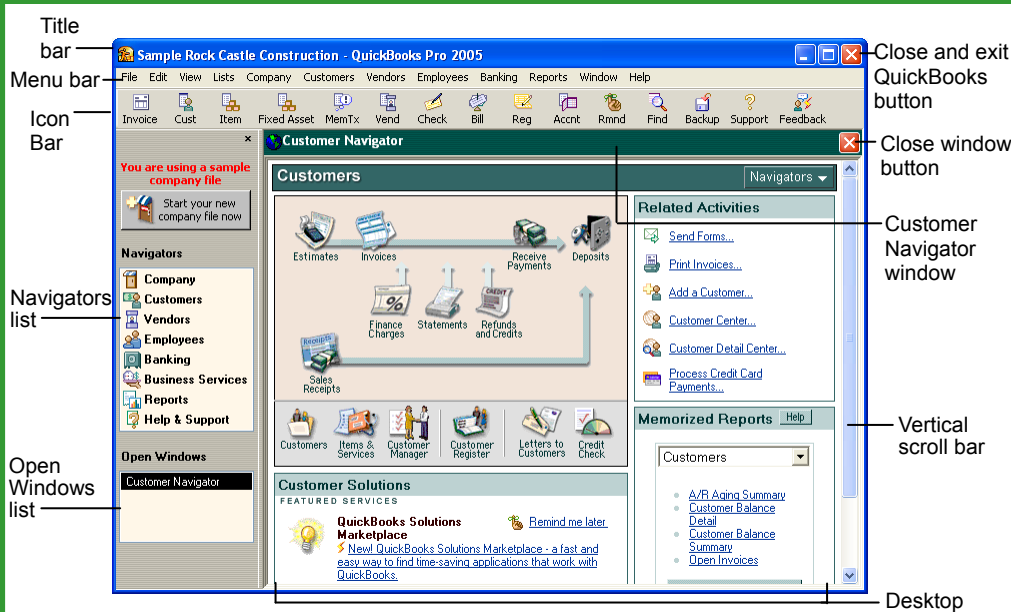 Title
bar
Sample Rock Castle Construction - QuickBooks Pro 2005
Close and exit
QuickBooks
button
Menu bar
File Edit View Lists Company Customers Vendors Employees Banking Reports Window Help
Icon
Bar
Invoice Cust Item Fixed Asset MemTx Vend Check Bill Reg Accnt Rmnd Find Backup Support Feedback
Customer Navigator
Close window
button
You are using a sample
company file
Start your new
company file now
Customers
Navigators
Customer
Navigator
window
Navigators
Company
Customers
Vendors
Employees
Banking
Business Services
Reports
Help & Support
Navigators
list
Open Windows
Customer Navigator
Open
Windows
list
Estimates
Invoices
Receive
Payments
Deposits
Finance
Charges
Statements
CREDIT
Refunds
and Credits
Receipts
Sales
Receipts
Customers
Items &
Services
Customer
Manager
Customer
Register
Letters to
Customers
Credit
Check
Related Activities
Send Forms...
Print Invoices...
Add a Customer...
Customer Center...
Customer Detail Center...
Process Credit Card
Payments...
Memorized Reports Help
Customers
A/R Aging Summary
Customer Balance
Detail
Customer Balance
Summary
Open Invoices
Vertical
scroll bar
Customer Solutions
FEATURED SERVICES
QuickBooks Solutions
Marketplace
Remind me later
New! QuickBooks Solutions Marketplace - a fast and
easy way to find time-saving applications that work with
QuickBooks.
Desktop